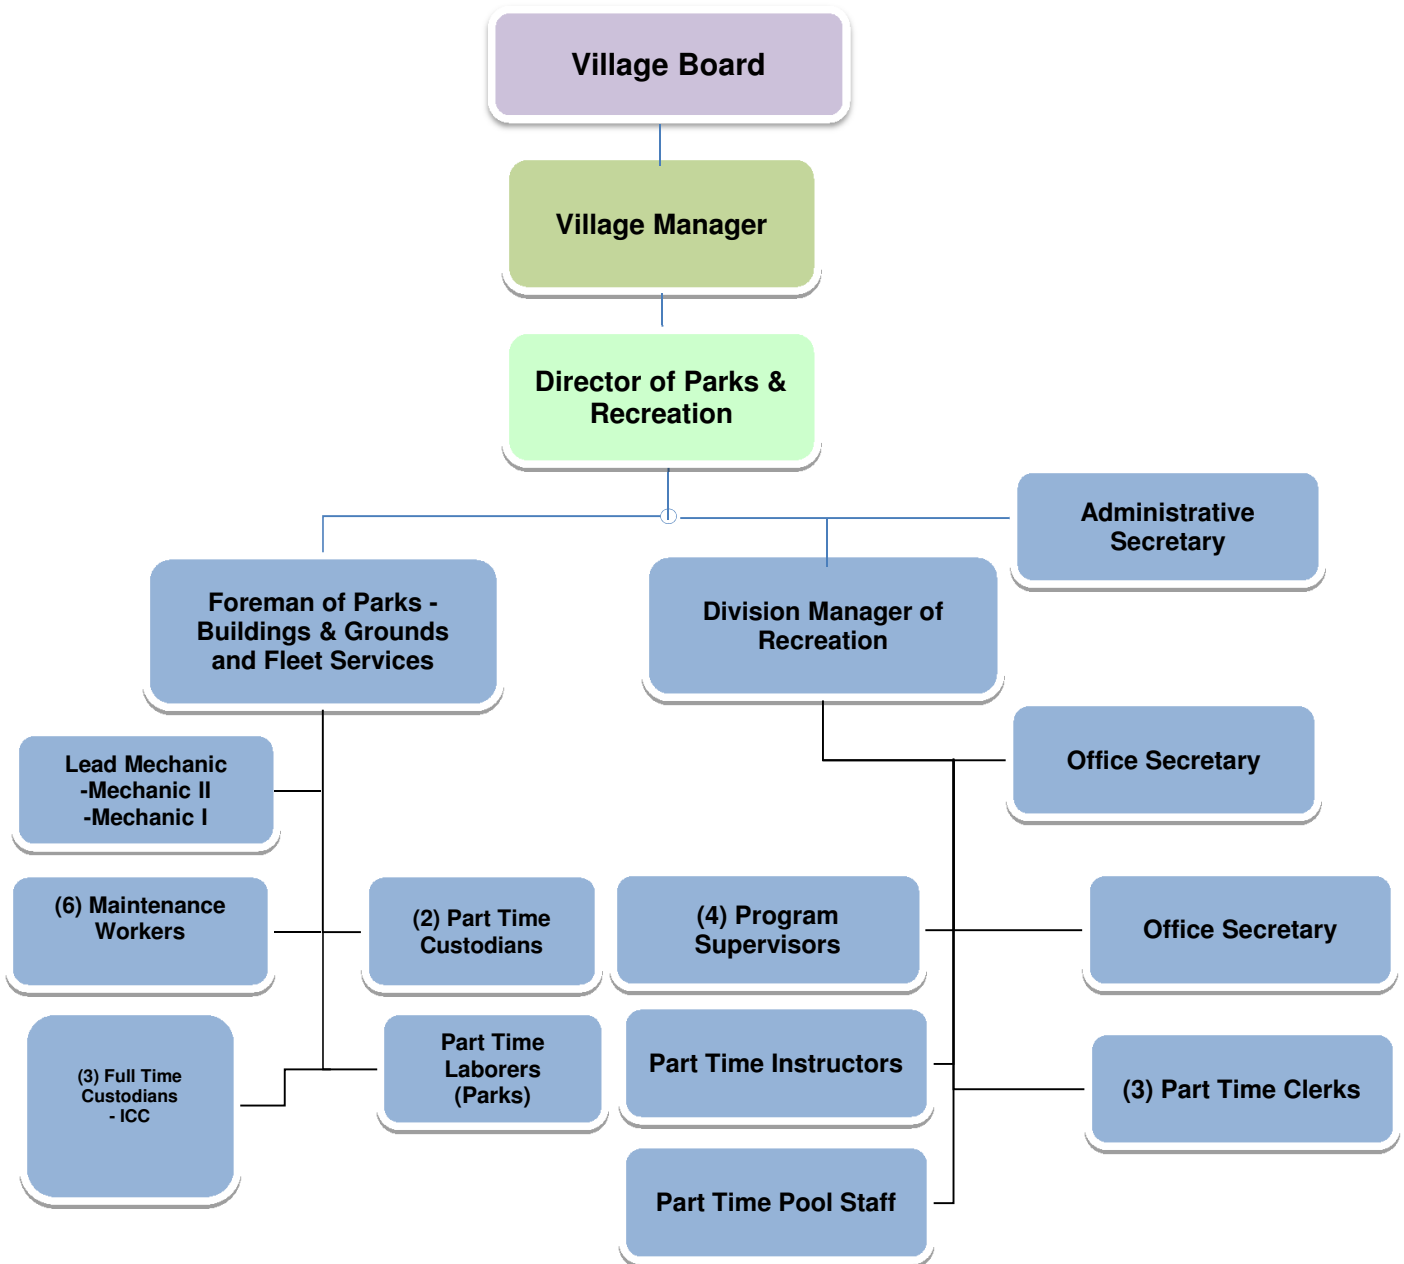 Village Board
Village Manager
Director of Parks &
Recreation
Administrative
Secretary
Foreman of Parks -
Buildings & Grounds
and Fleet Services
Division Manager of
Recreation
Lead Mechanic
-Mechanic II
-Mechanic I
Office Secretary
(6) Maintenance
Workers
(2) Part Time
Custodians
(4) Program
Supervisors
Office Secretary
(3) Full Time
Custodians
- ICC
Part Time
Laborers
(Parks)
Part Time Instructors
(3) Part Time Clerks
Part Time Pool Staff